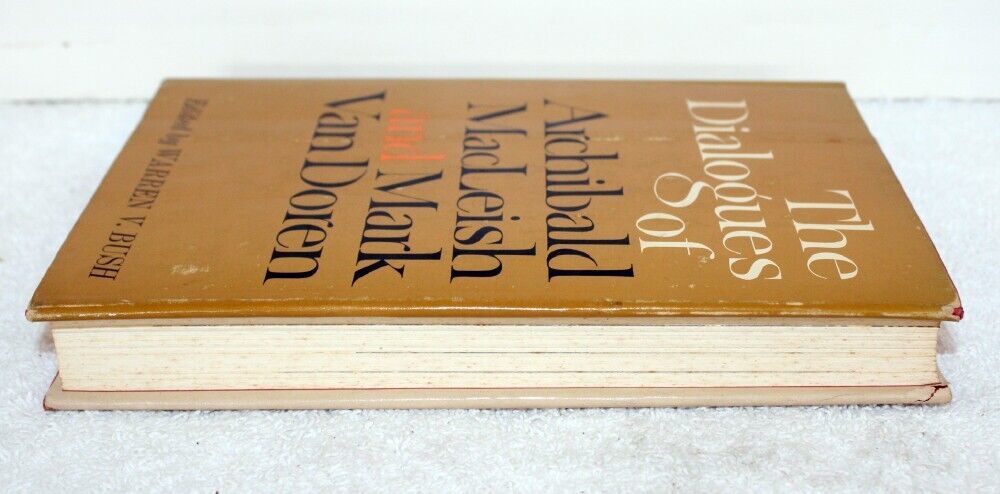 The
Dialogues
of
Archibald
MacLeish
and Mark
Van Doren
Edited by WARREN V. BUSH